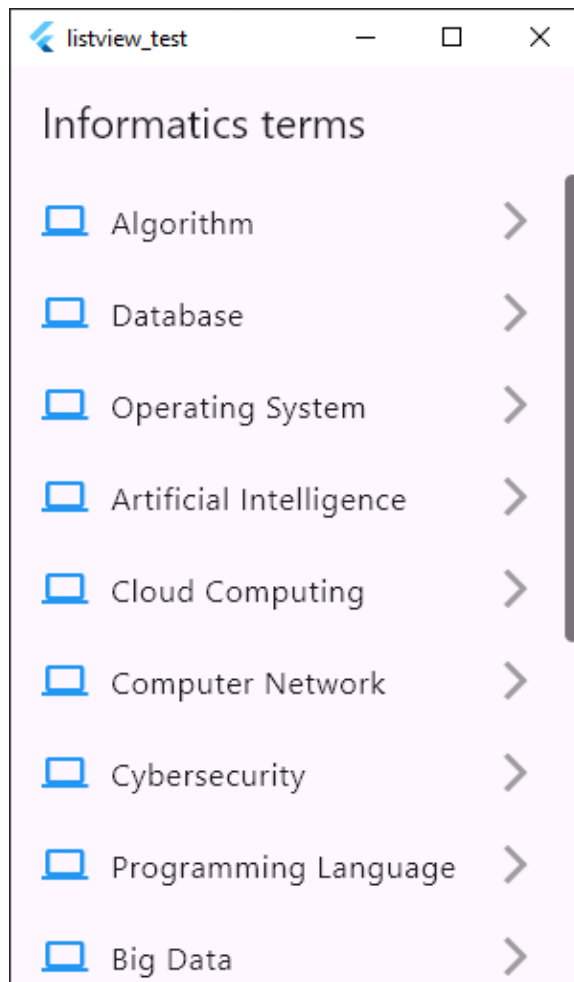 listview_test
Informatics terms
Algorithm
Database
Operating System
Artificial Intelligence
Cloud Computing
Computer Network
Cybersecurity
Programming Language
Big Data